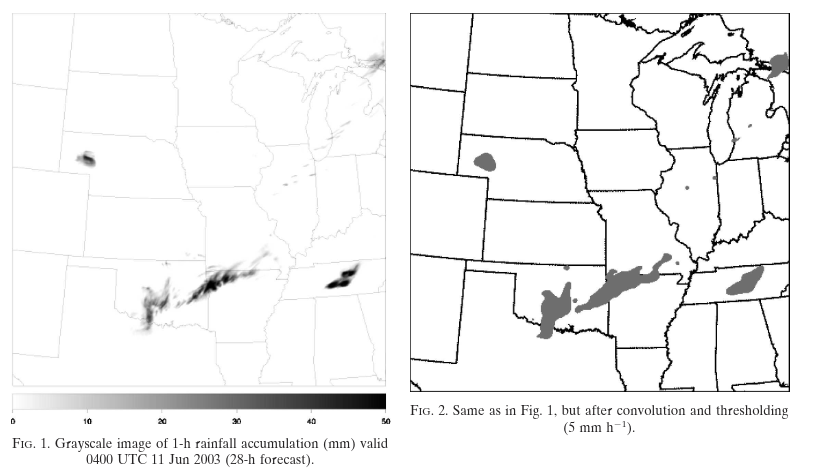 0 10 20 30 40 50
FIG. 1. Grayscale image of 1-h rainfall accumulation (mm) valid
0400 UTC 11 Jun 2003 (28-h forecast).
FIG. 2. Same as in Fig. 1, but after convolution and thresholding
(5 mm h⁻¹).